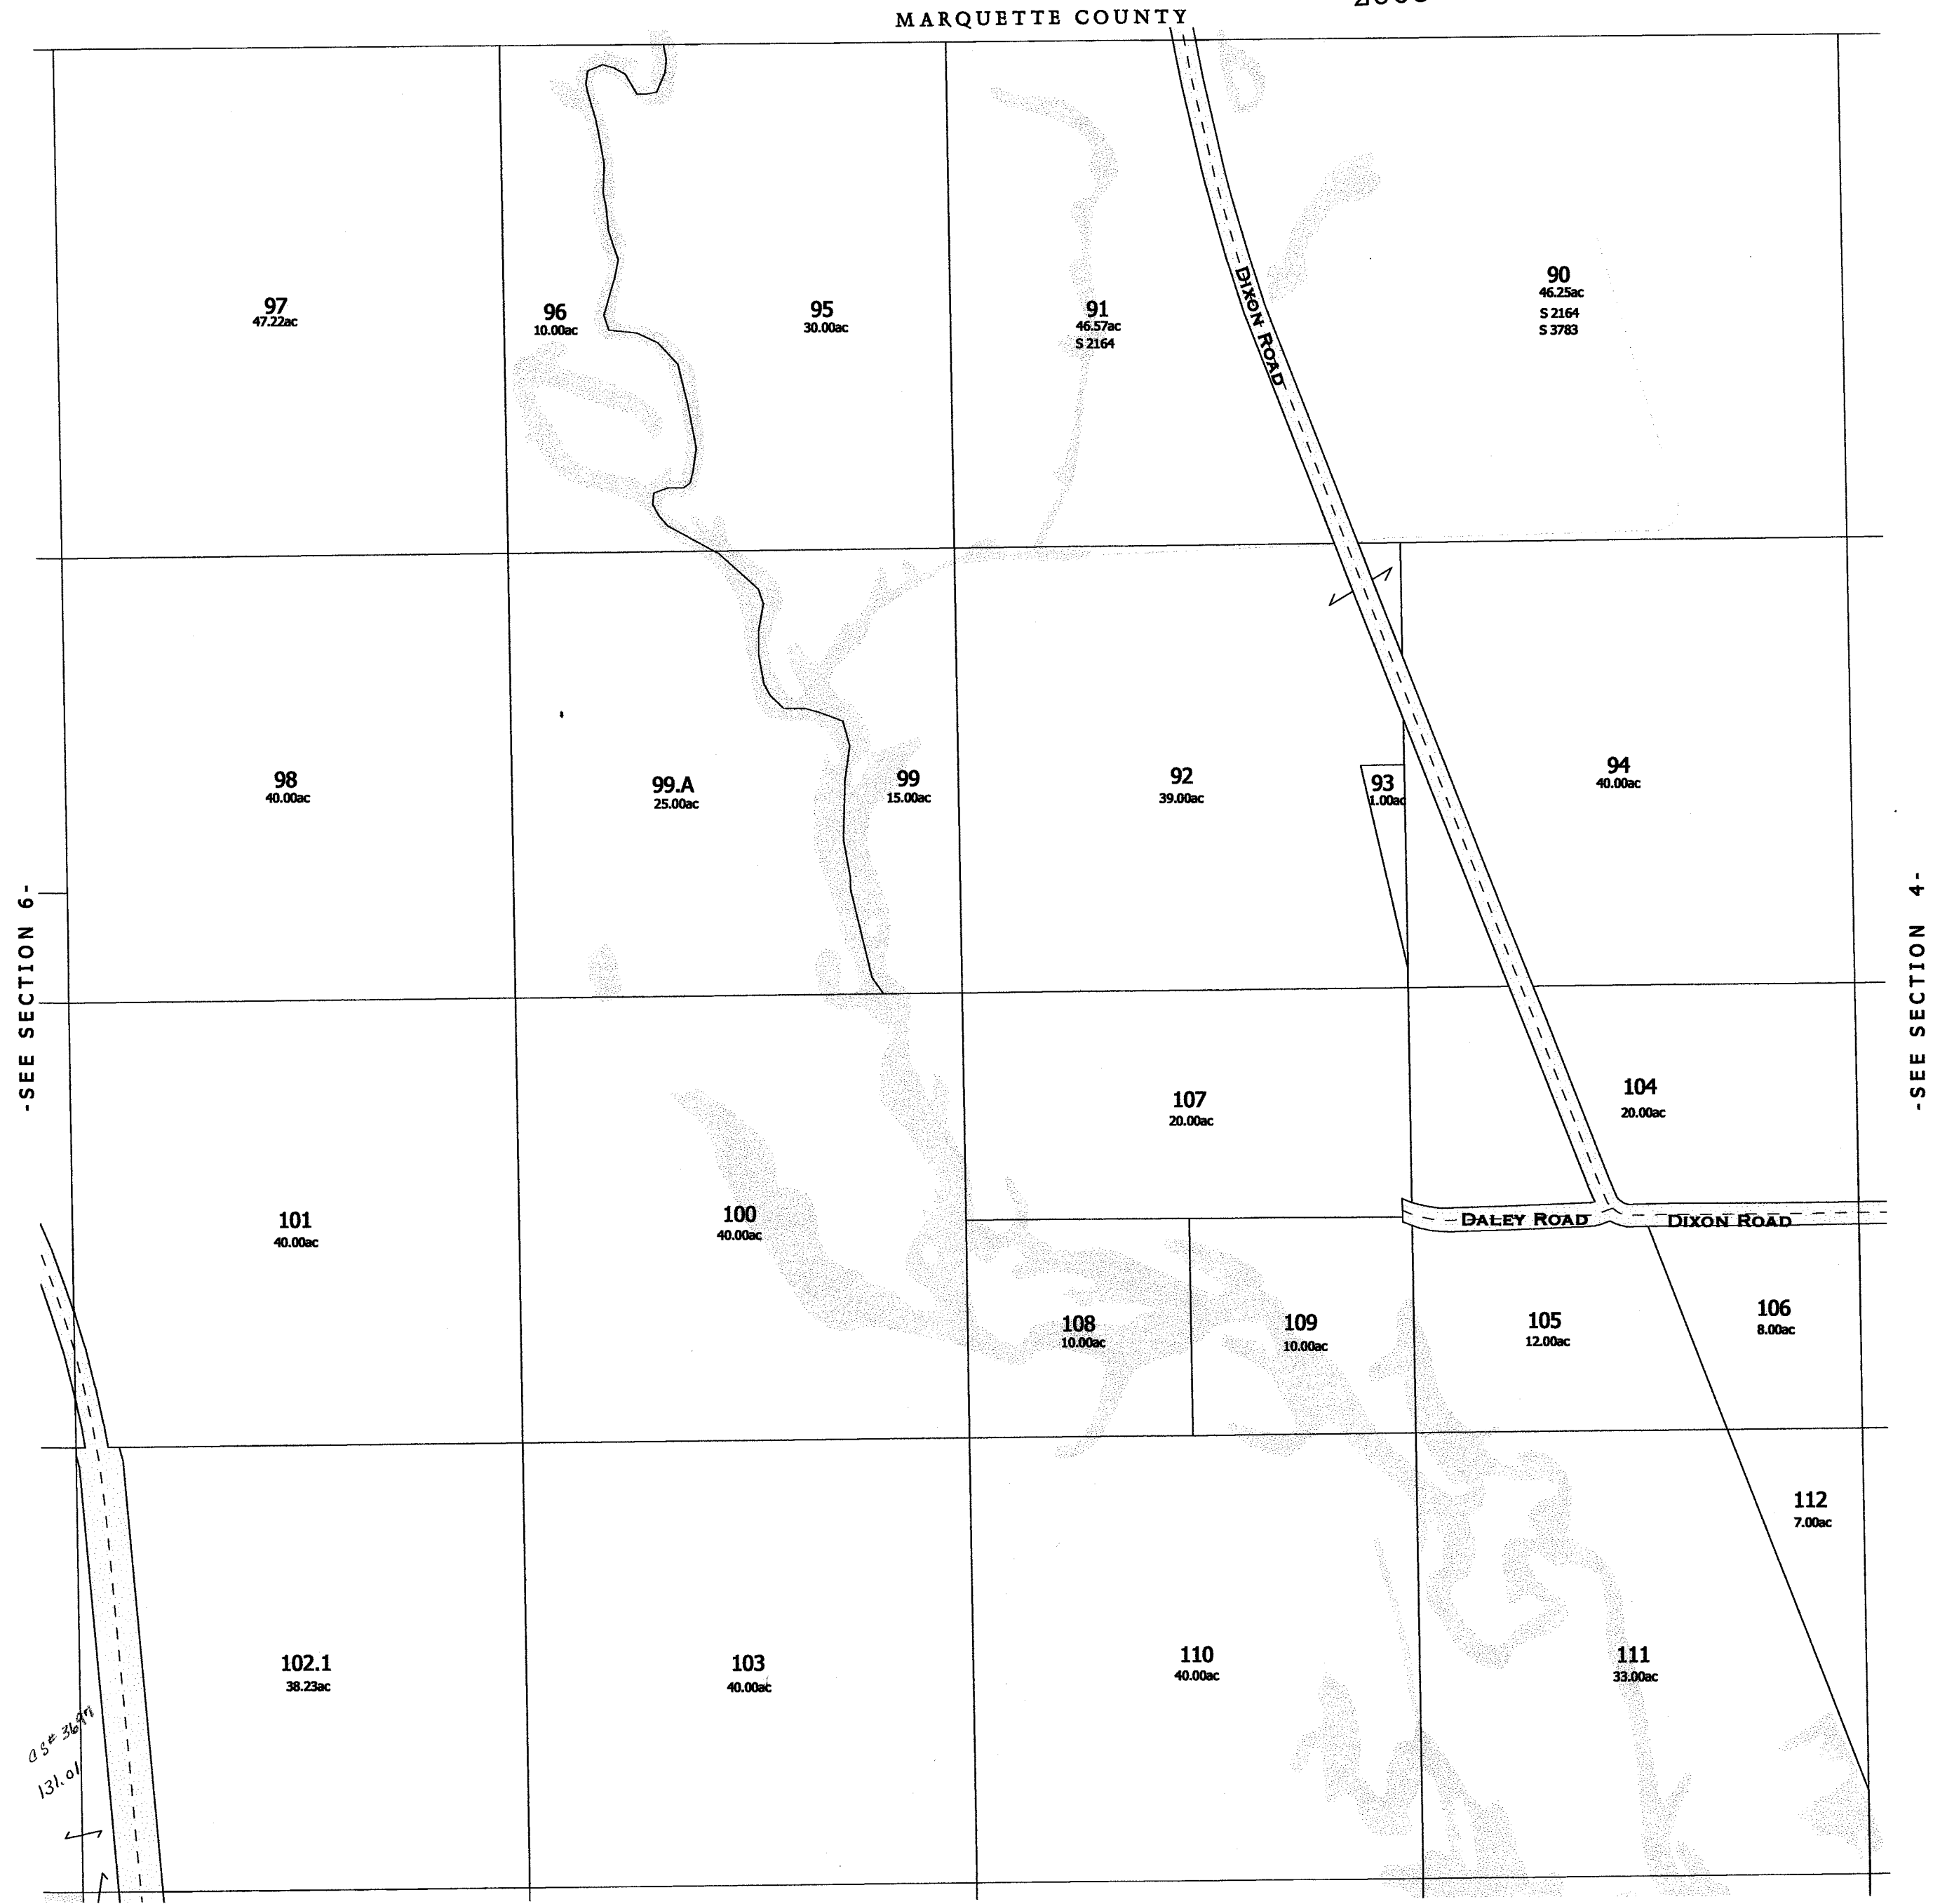 MARQUETTE COUNTY
97
47.22ac
96
10.00ac
95
30.00ac
91
46.57ac
S 2164
DIXON ROAD
90
46.25ac
S 2164
S 3783
98
40.00ac
99.A
25.00ac
99
15.00ac
92
39.00ac
93
1.00ac
94
40.00ac
-SEE SECTION 6-
-SEE SECTION 4-
107
20.00ac
104
20.00ac
101
40.00ac
100
40.00ac
DALEY ROAD
DIXON ROAD
108
10.00ac
109
10.00ac
105
12.00ac
106
8.00ac
112
7.00ac
102.1
38.23ac
103
40.00ac
110
40.00ac
111
33.00ac
CS# 3697
131.01